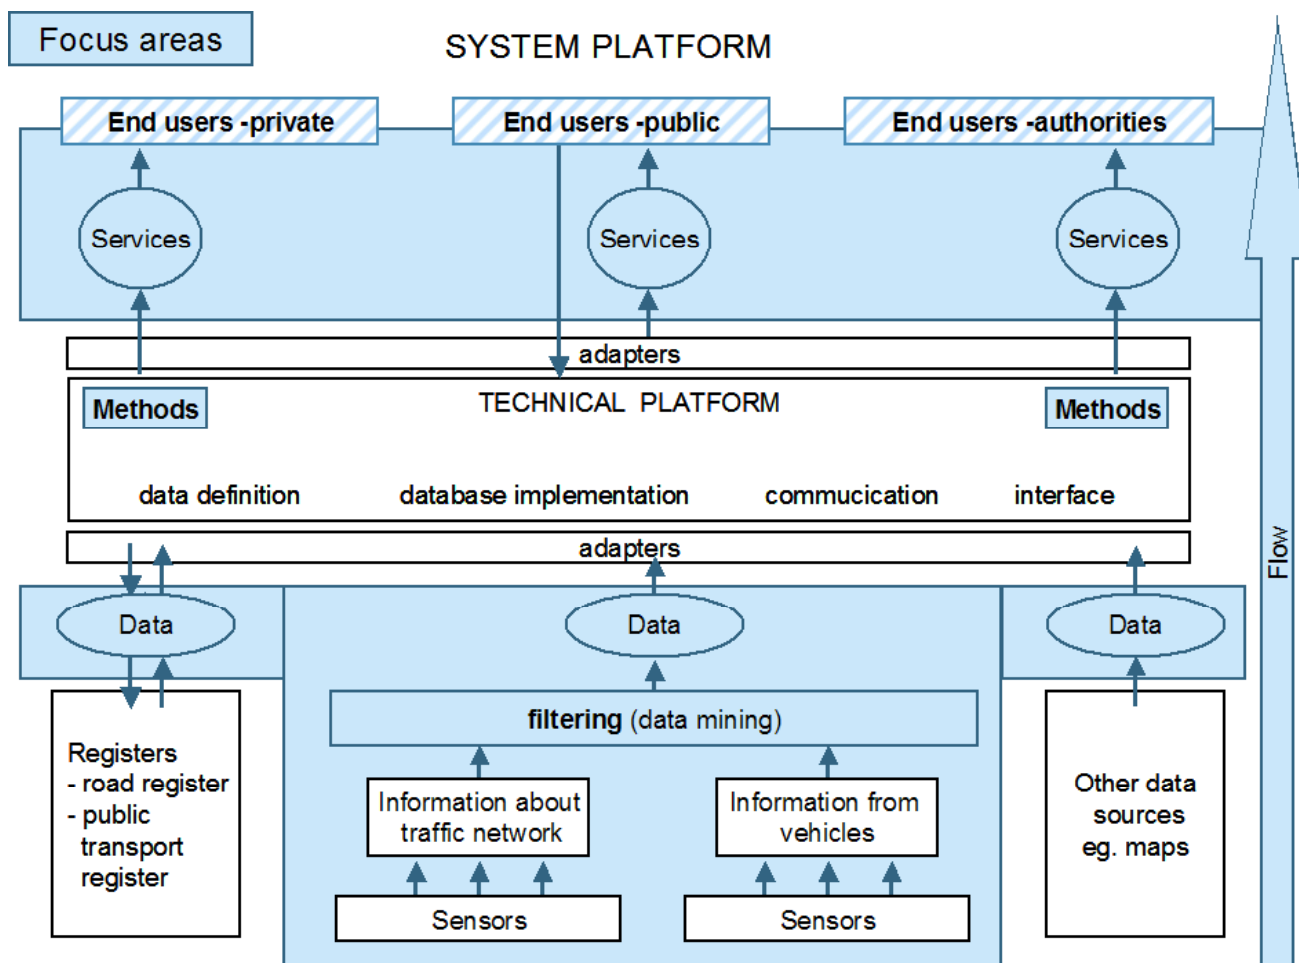 Focus areas
SYSTEM PLATFORM
End users -private
End users -public
End users -authorities
Services
Services
Services
adapters
Methods
TECHNICAL PLATFORM
Methods
data definition
database implementation
commucication
interface
adapters
Flow
Data
Data
Data
filtering (data mining)
Registers
- road register
- public
transport
register
Information about
traffic network
Information from
vehicles
Other data
sources
eg. maps
Sensors
Sensors